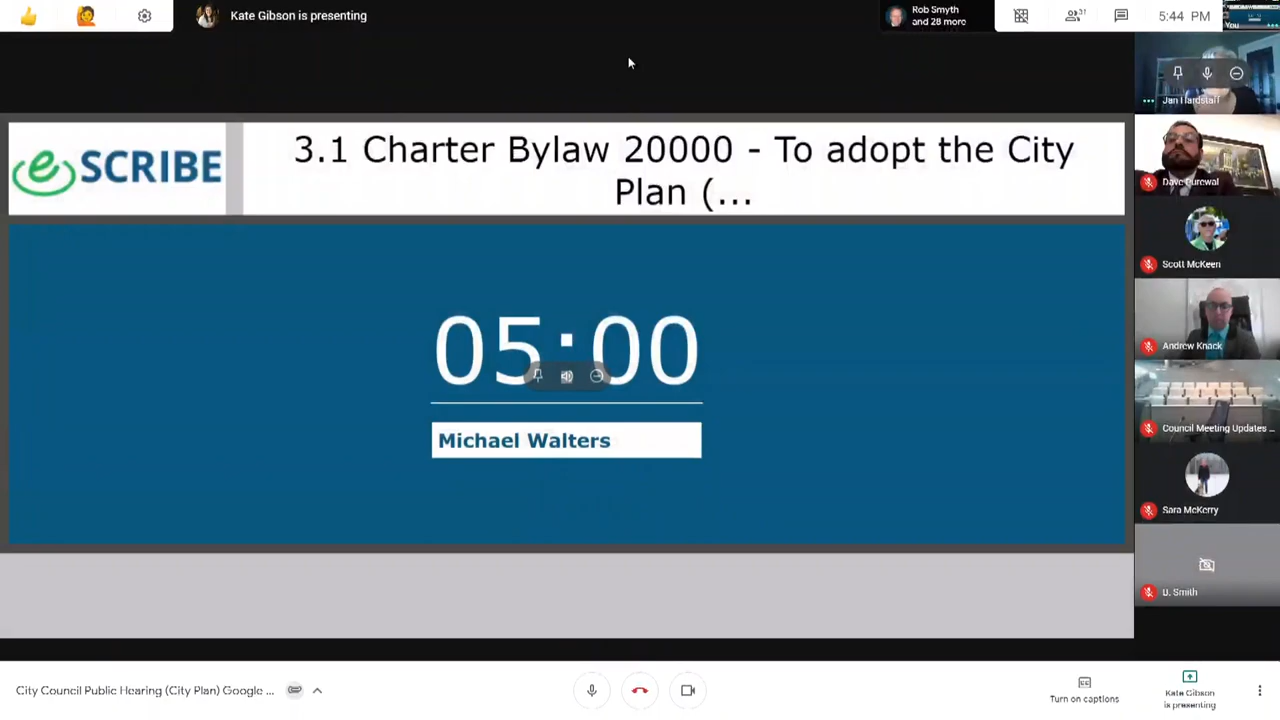 Kate Gibson is presenting
Rob Smyth
and 28 more
31
5:44 PM
You
eSCRIBE
3.1 Charter Bylaw 20000 - To adopt the City
Plan (...
05:00
Michael Walters
Jan Hardstaff
Dave Purewal
Scott McKeen
Andrew Knack
Council Meeting Updates ...
Sara McKerry
B. Smith
City Council Public Hearing (City Plan) Google ...
Turn on captions
Kate Gibson
is presenting